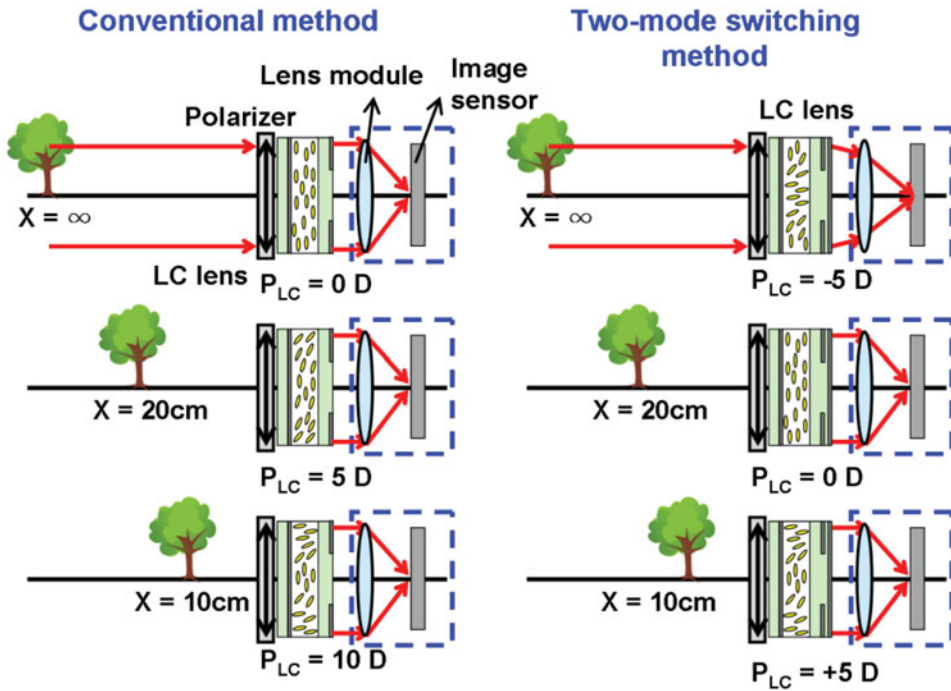 Conventional method
Two-mode switching
method
Lens module
Image
sensor
Polarizer
LC lens
X = ∞
LC lens
P_LC = 0 D
X = ∞
P_LC = -5 D
X = 20cm
P_LC = 5 D
X = 20cm
P_LC = 0 D
X = 10cm
P_LC = 10 D
X = 10cm
P_LC = +5 D